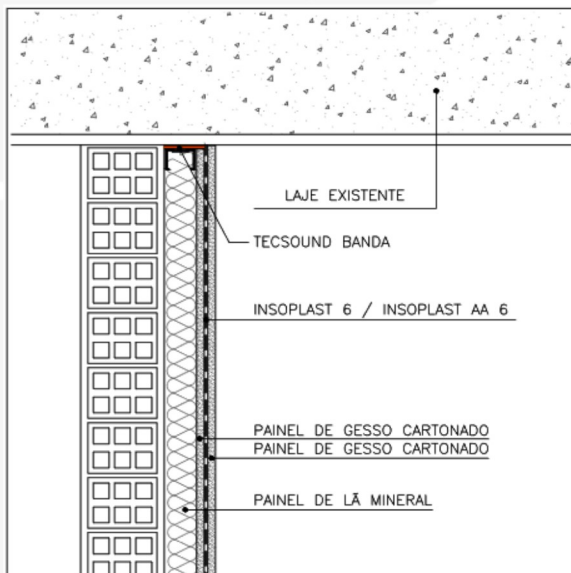 LAJE EXISTENTE
TECSOUND BANDA
INSOPLAST 6 / INSOPLAST AA 6
PAINEL DE GESSO CARTONADO
PAINEL DE GESSO CARTONADO
PAINEL DE LÃ MINERAL